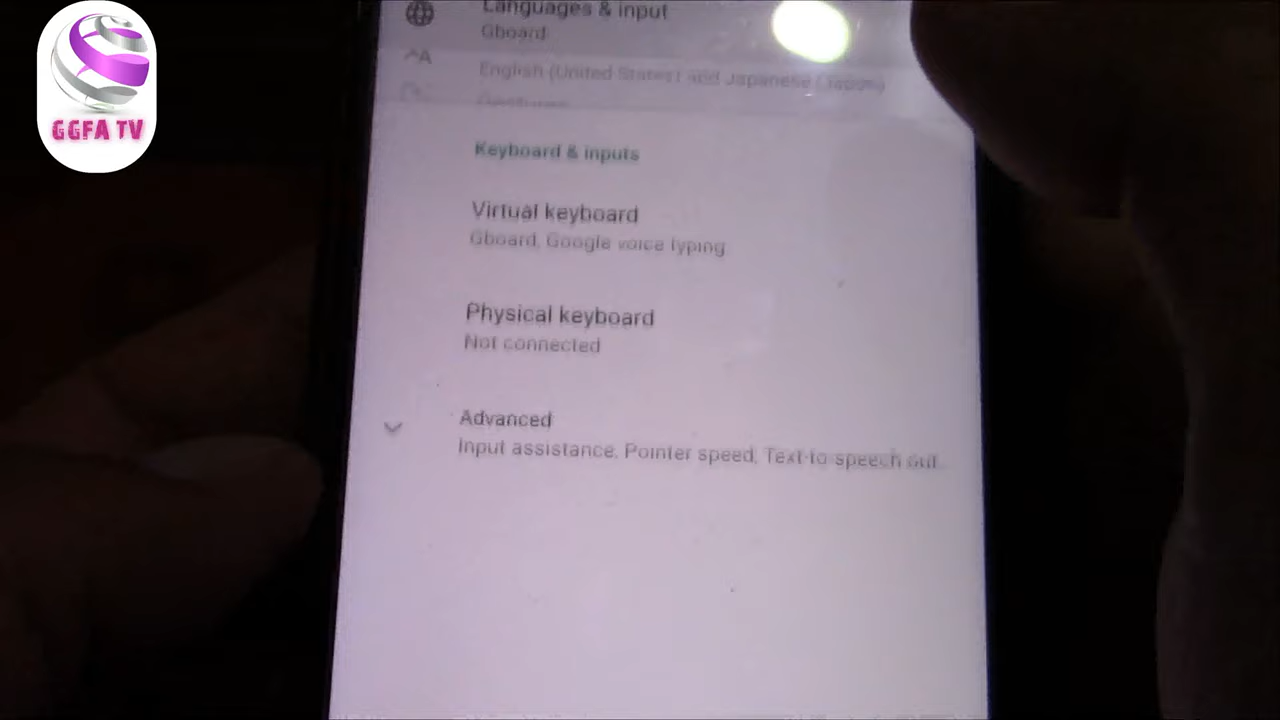 GGFA TV
Languages & input
Gboard
English (United States) and Japanese (Japan)
Keyboard & inputs
Virtual keyboard
Gboard, Google voice typing
Physical keyboard
Not connected
Advanced
Input assistance, Pointer speed, Text-to-speech out..